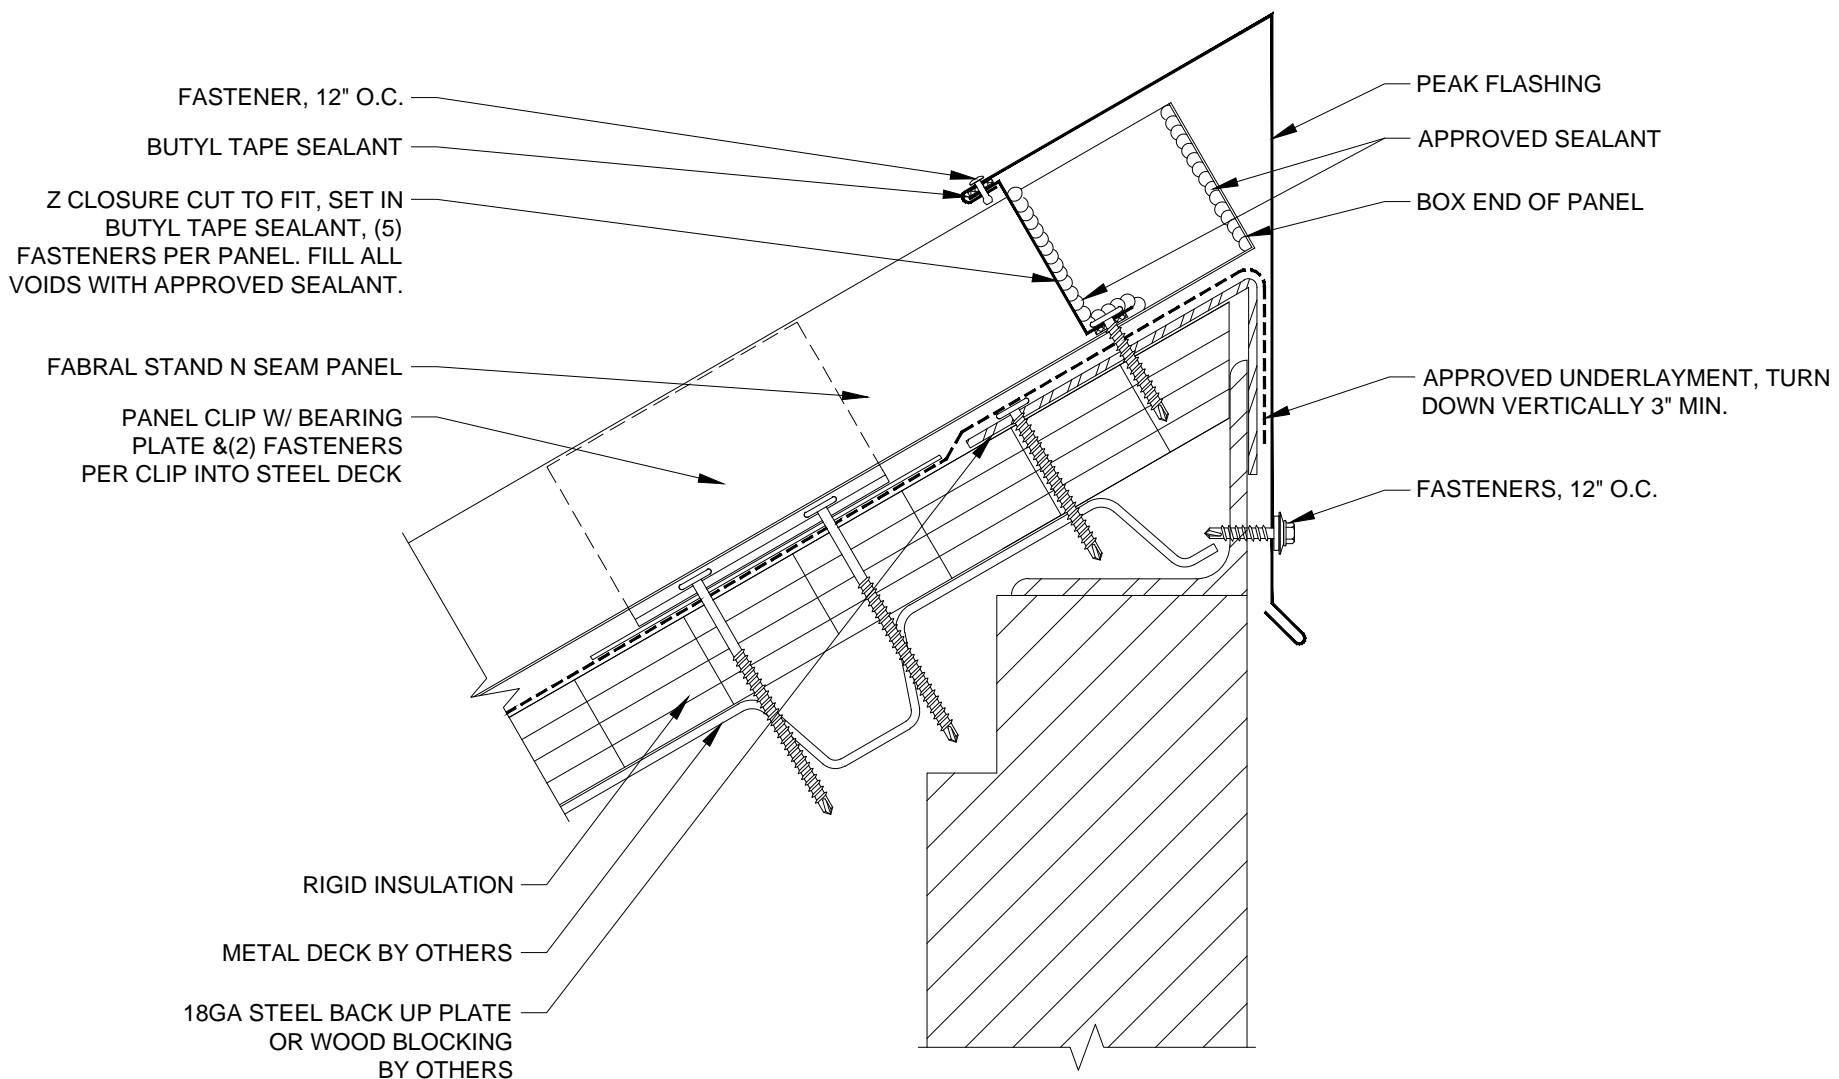 FASTENER, 12" O.C.
BUTYL TAPE SEALANT
Z CLOSURE CUT TO FIT, SET IN
BUTYL TAPE SEALANT, (5)
FASTENERS PER PANEL. FILL ALL
VOIDS WITH APPROVED SEALANT.
FABRAL STAND N SEAM PANEL
PANEL CLIP W/ BEARING
PLATE &(2) FASTENERS
PER CLIP INTO STEEL DECK
RIGID INSULATION
METAL DECK BY OTHERS
18GA STEEL BACK UP PLATE
OR WOOD BLOCKING
BY OTHERS
PEAK FLASHING
APPROVED SEALANT
BOX END OF PANEL
APPROVED UNDERLAYMENT, TURN
DOWN VERTICALLY 3" MIN.
FASTENERS, 12" O.C.